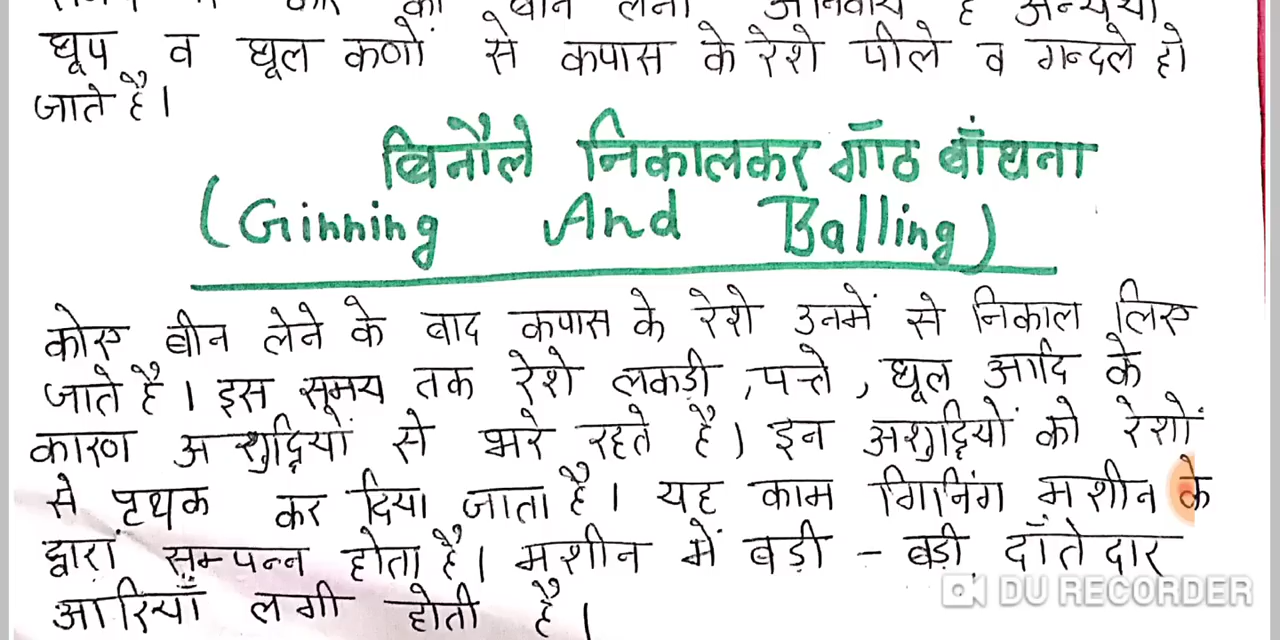 धूप व धूल कणों से कपास के रेशे पीले व गन्दले हो
जाते है।
बिनौले निकालकर गाँठ बाँधना
(Ginning And Balling)
कोए बीन लेने के बाद कपास के रेशे उनमें से निकाल लिए
जाते है। इस समय तक रेशे लकड़ी, पत्ते, धूल आदि के
कारण अशुद्धियों से भरे रहते है। इन अशुद्धियों को रेशों
से पृथक कर दिया जाता है। यह काम गिनिंग मशीन के
द्वारा सम्पन्न होता है। मशीन में बड़ी - बड़ी दाँतेदार
आरियाँ लगी होती है।
DU RECORDER